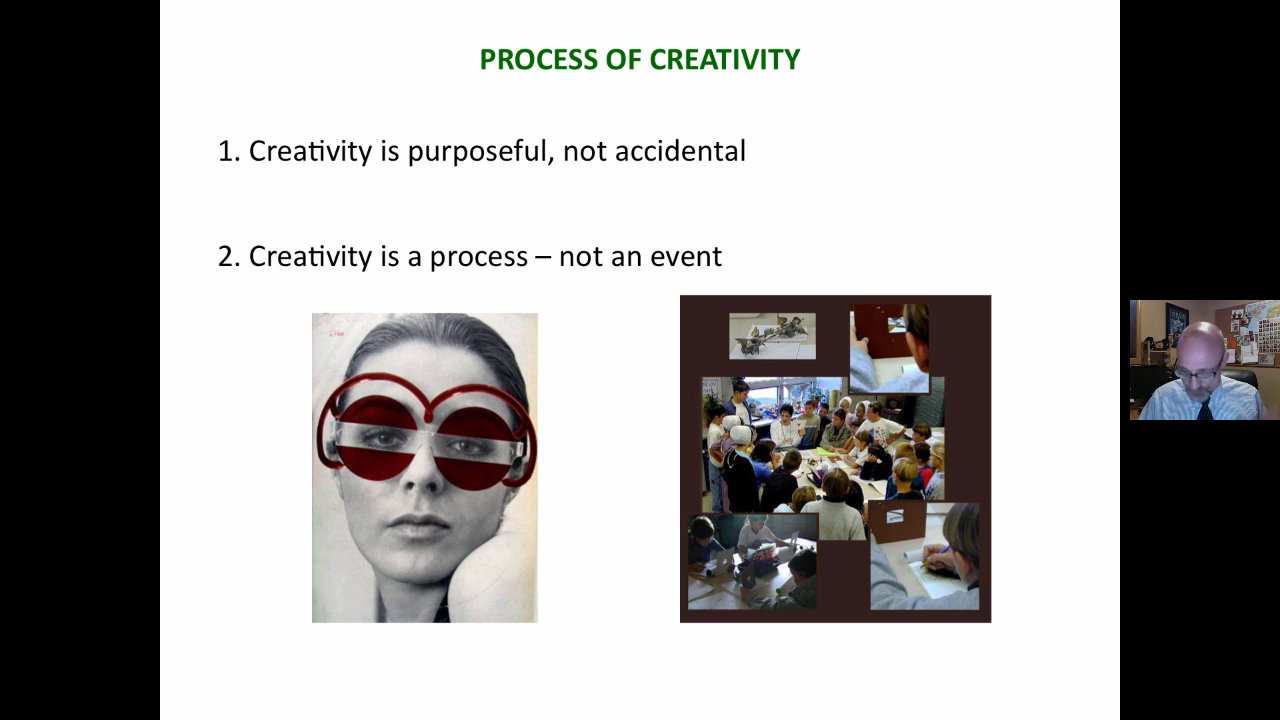 PROCESS OF CREATIVITY
1. Creativity is purposeful, not accidental
2. Creativity is a process – not an event